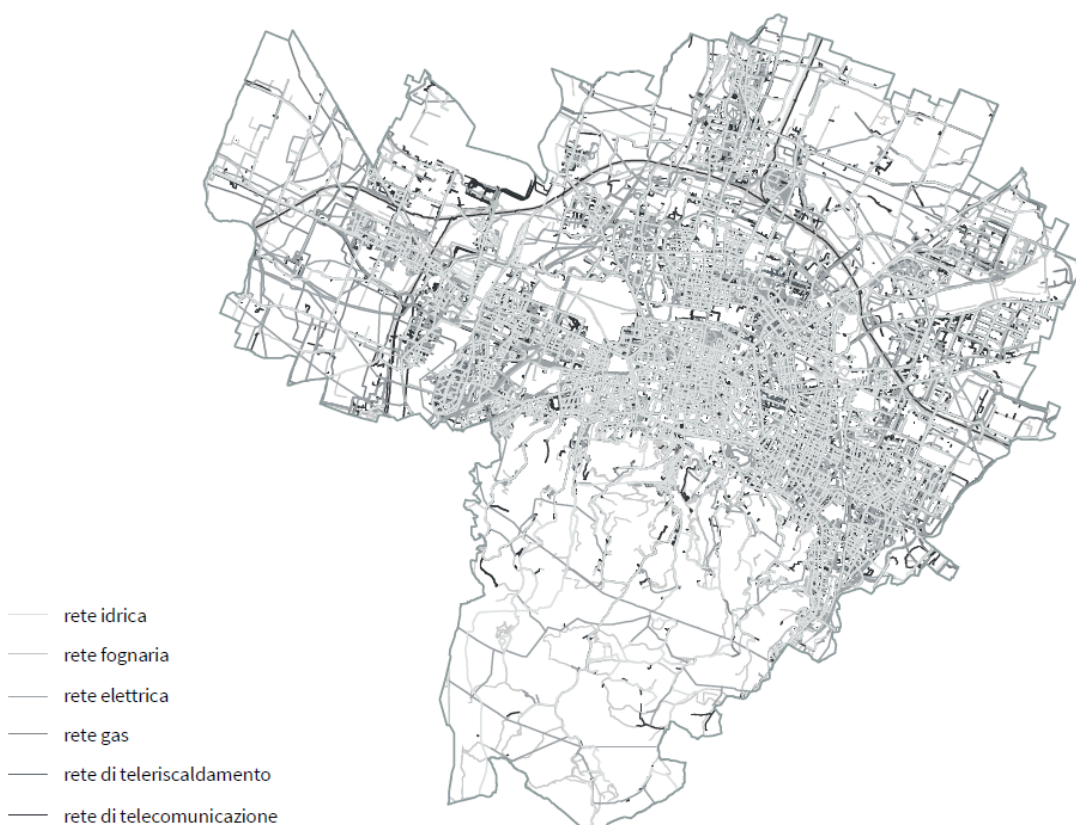 rete idrica
rete fognaria
rete elettrica
rete gas
rete di teleriscaldamento
rete di telecomunicazione